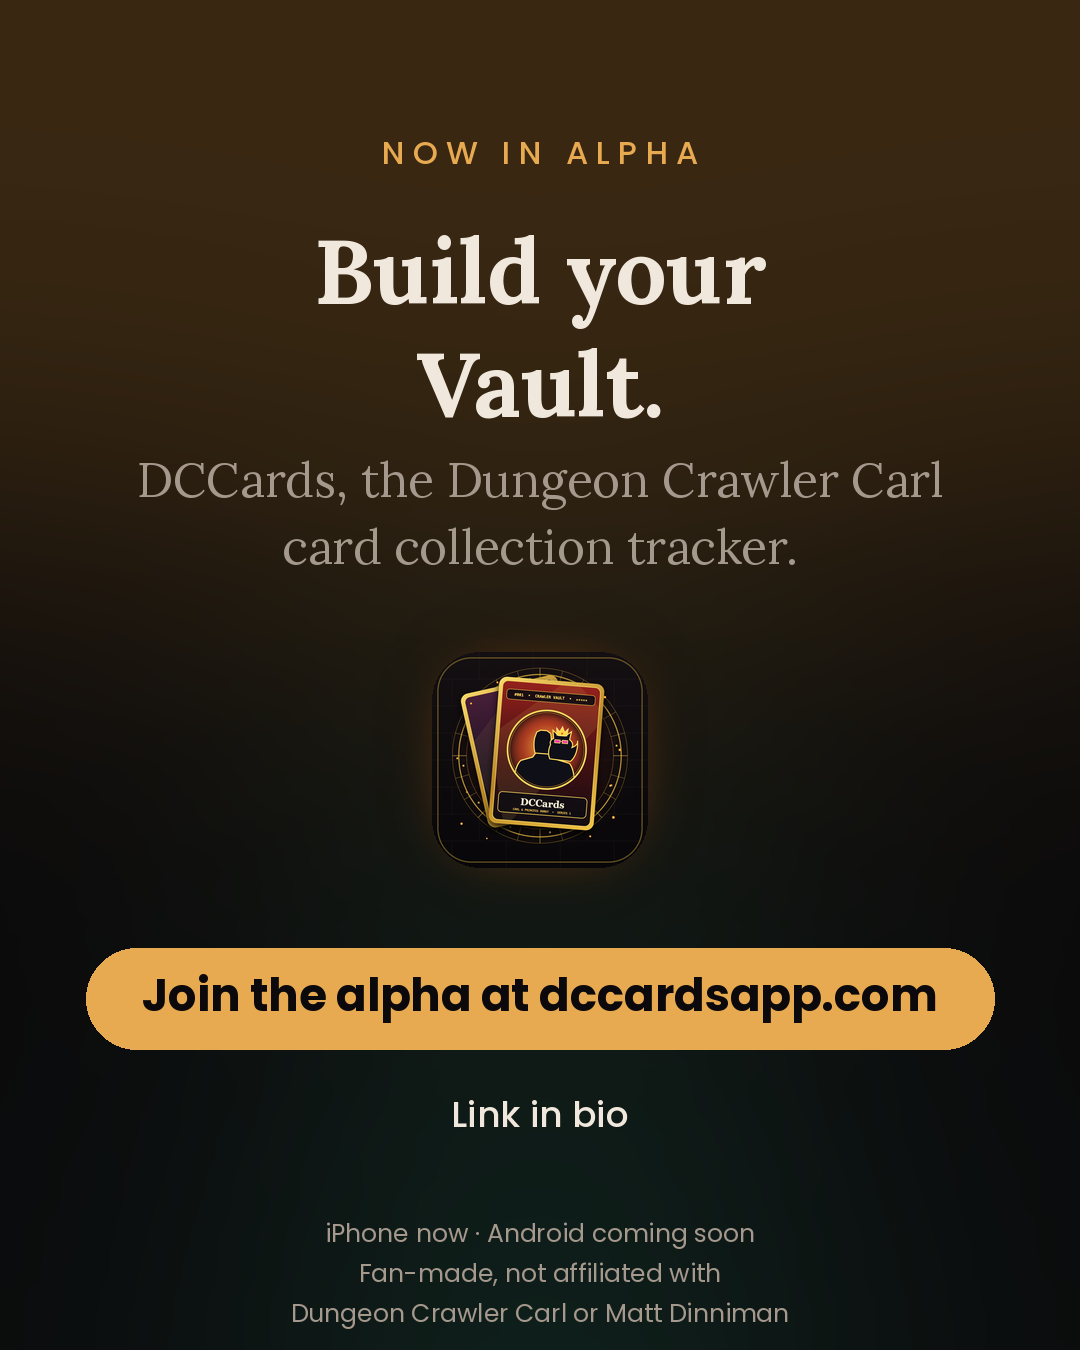 NOW IN ALPHA
Build your
Vault.
DCCards, the Dungeon Crawler Carl
card collection tracker.
CRAWLER VAULT
DCCards
Join the alpha at dccardsapp.com
Link in bio
iPhone now · Android coming soon
Fan-made, not affiliated with
Dungeon Crawler Carl or Matt Dinniman